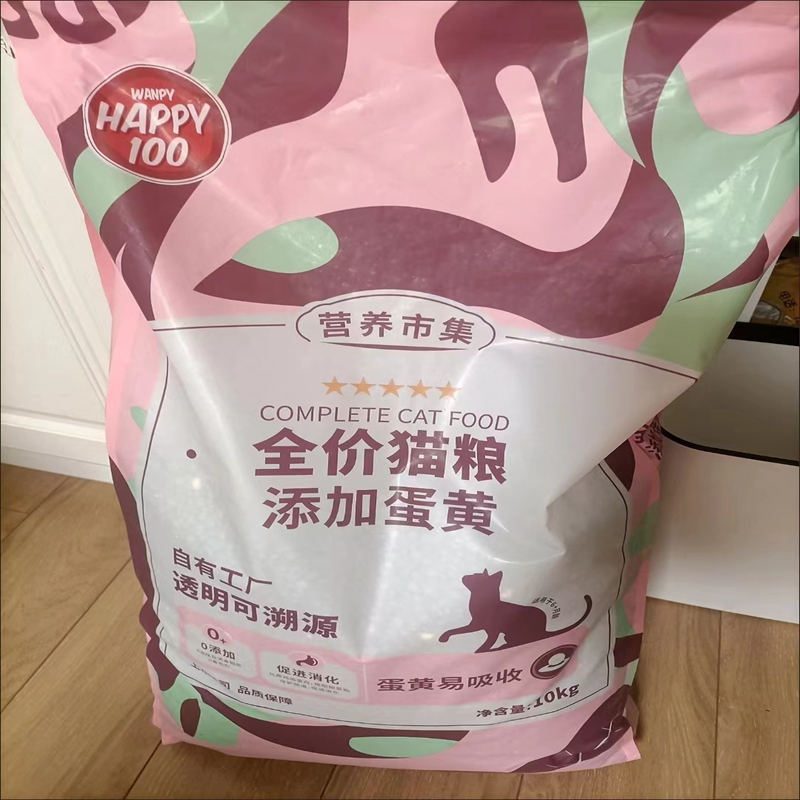 WANPY
HAPPY
100
营养市集
COMPLETE CAT FOOD
全价猫粮
添加蛋黄
自有工厂
透明可溯源
0+
0添加
促进消化
蛋黄易吸收
品质保障
净含量:10kg